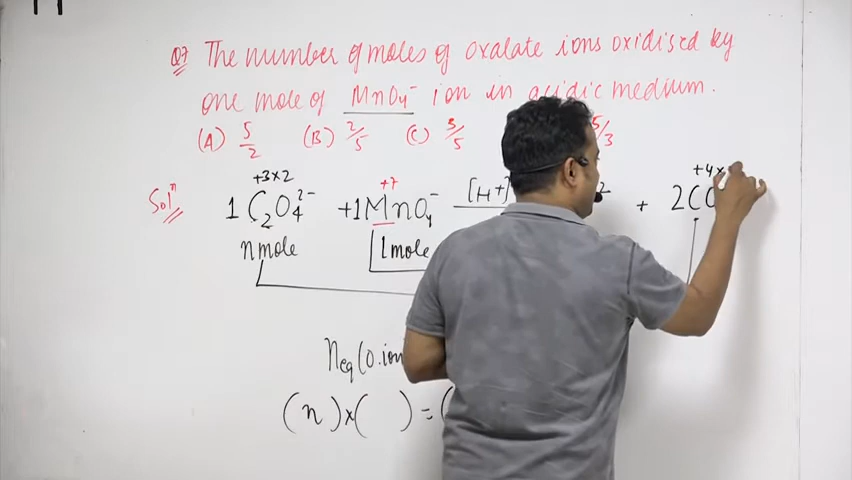 Q7 The number of moles of oxalate ions oxidised by
one mole of MnO₄⁻ ion in acidic medium.
(A) 5/2 (B) 2/5 (C) 3/5 5/3
+3×2 +7 +4×
Solⁿ 1 C₂O₄²⁻ + 1 MnO₄⁻ [H+] + 2CO
n mole 1 mole
neq (O.ion
(n)×( ) = (